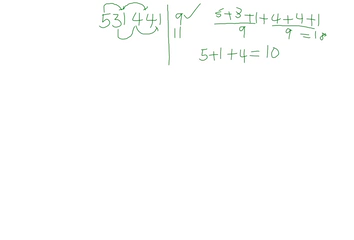 531441 | 9 ✓ 5+3+1+4+4+1
11 9 9 = 18
5+1+4=10